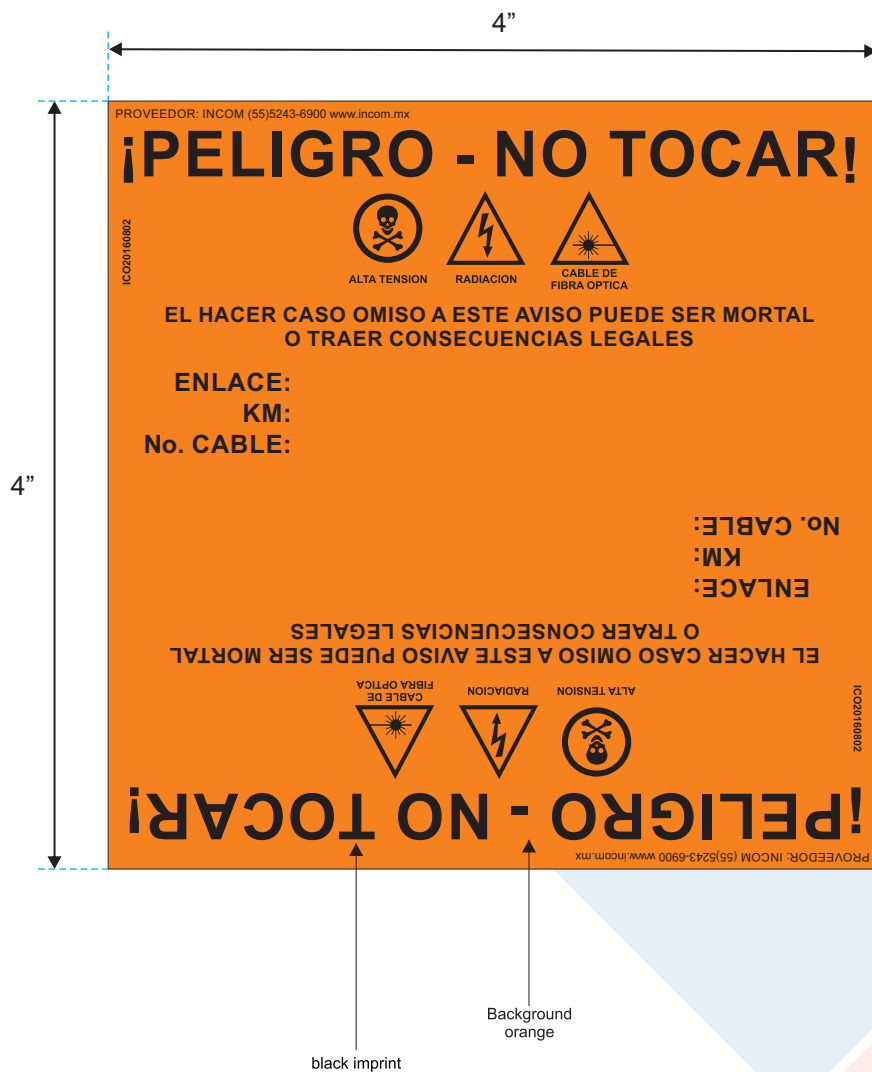 4”
PROVEEDOR: INCOM (55)5243-6900 www.incom.mx
¡PELIGRO - NO TOCAR!
ICO20160802
ALTA TENSION
RADIACION
CABLE DE
FIBRA OPTICA
EL HACER CASO OMISO A ESTE AVISO PUEDE SER MORTAL
O TRAER CONSECUENCIAS LEGALES
ENLACE:
KM:
No. CABLE:
4”
PROVEEDOR: INCOM (55)5243-6900 www.incom.mx
¡PELIGRO - NO TOCAR!
ICO20160802
ALTA TENSION
RADIACION
CABLE DE
FIBRA OPTICA
EL HACER CASO OMISO A ESTE AVISO PUEDE SER MORTAL
O TRAER CONSECUENCIAS LEGALES
ENLACE:
KM:
No. CABLE:
Background
orange
black imprint